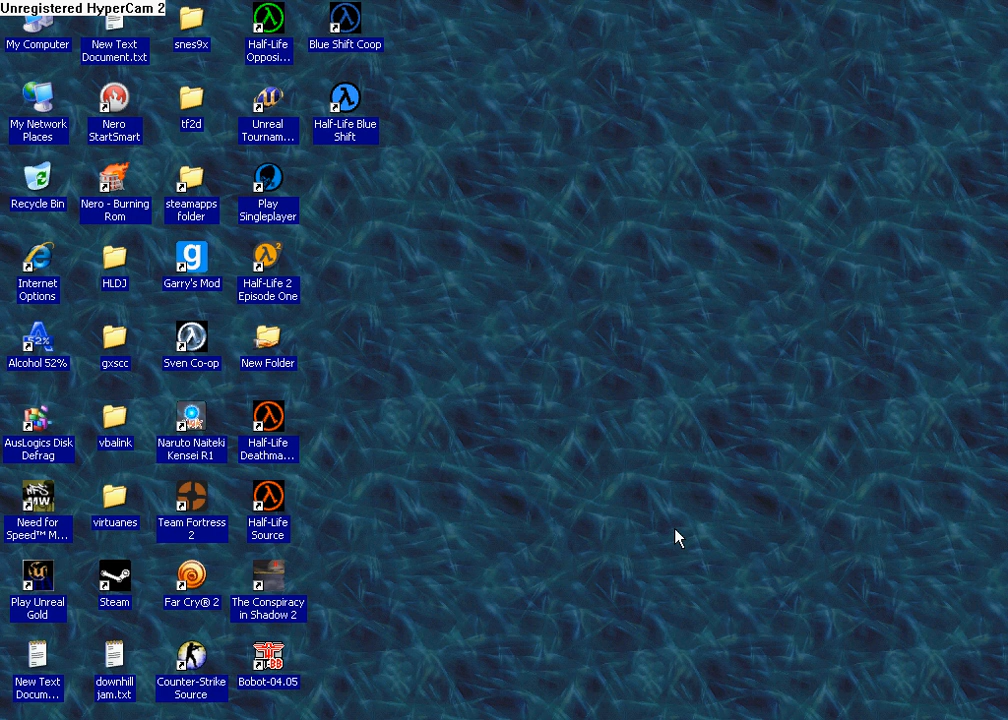 Unregistered HyperCam 2
My Computer
New Text
Document.txt
snes9x
Half-Life
Opposi...
Blue Shift Coop
My Network
Places
Nero
StartSmart
tf2d
Unreal
Tournam...
Half-Life Blue
Shift
Recycle Bin
Nero - Burning
Rom
steamapps
folder
Play
Singleplayer
Internet
Options
HLDJ
Garry's Mod
Half-Life 2
Episode One
52%
Alcohol 52%
gxscc
Sven Co-op
New Folder
AusLogics Disk
Defrag
vbalink
Naruto Naiteki
Kensei R1
Half-Life
Deathma...
Need for
Speed™ M...
virtuanes
Team Fortress
2
Half-Life
Source
Play Unreal
Gold
Steam
Far Cry® 2
The Conspiracy
in Shadow 2
New Text
Docum...
downhill
jam.txt
Counter-Strike
Source
Bobot-04.05